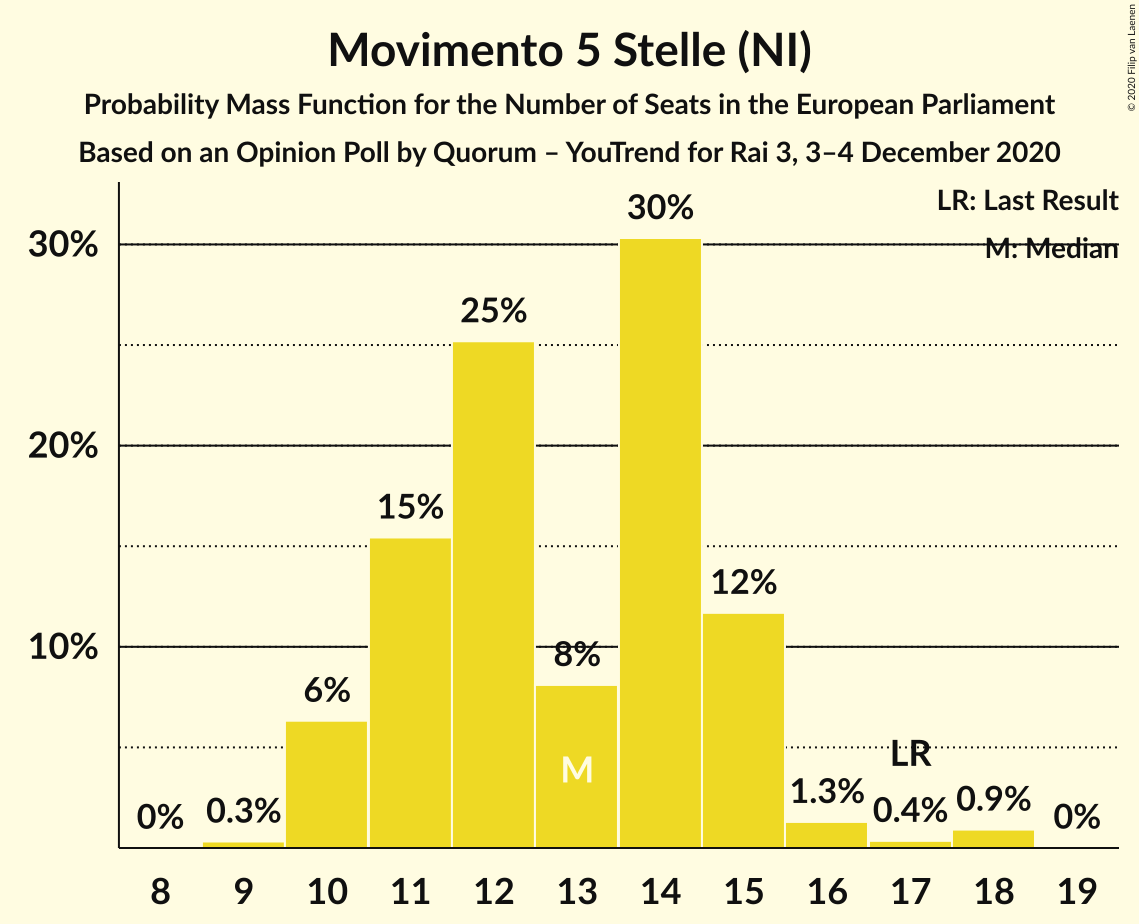 Movimento 5 Stelle (NI)
Probability Mass Function for the Number of Seats in the European Parliament
Based on an Opinion Poll by Quorum – YouTrend for Rai 3, 3–4 December 2020
© 2020 Filip van Laenen
LR: Last Result
M: Median
30%
20%
10%
0%
0.3%
6%
15%
25%
8%
30%
12%
1.3%
0.4%
0.9%
0%
M
LR
8 9 10 11 12 13 14 15 16 17 18 19